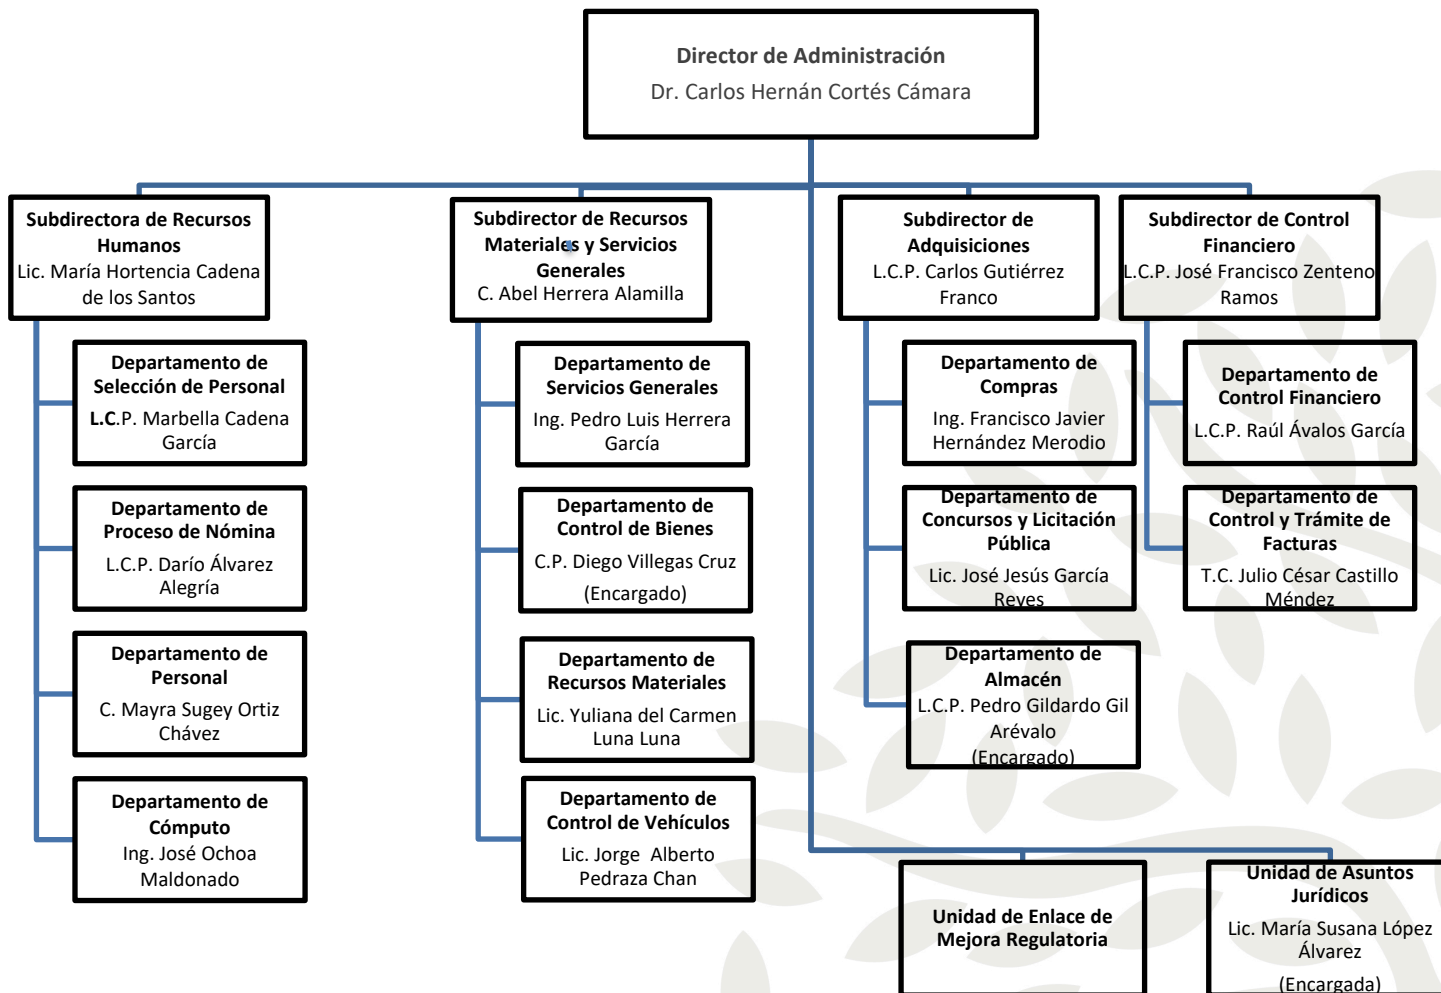 Director de Administración
Dr. Carlos Hernán Cortés Cámara
Subdirectora de Recursos
Humanos
Lic. María Hortencia Cadena
de los Santos
Departamento de
Selección de Personal
L.C.P. Marbella Cadena
García
Departamento de
Proceso de Nómina
L.C.P. Darío Álvarez
Alegría
Departamento de
Personal
C. Mayra Sugey Ortiz
Chávez
Departamento de
Cómputo
Ing. José Ochoa
Maldonado
Subdirector de Recursos
Materiales y Servicios
Generales
C. Abel Herrera Alamilla
Departamento de
Servicios Generales
Ing. Pedro Luis Herrera
García
Departamento de
Control de Bienes
C.P. Diego Villegas Cruz
(Encargado)
Departamento de
Recursos Materiales
Lic. Yuliana del Carmen
Luna Luna
Departamento de
Control de Vehículos
Lic. Jorge Alberto
Pedraza Chan
Subdirector de
Adquisiciones
L.C.P. Carlos Gutiérrez
Franco
Departamento de
Compras
Ing. Francisco Javier
Hernández Merodio
Departamento de
Concursos y Licitación
Pública
Lic. José Jesús García
Reyes
Departamento de
Almacén
L.C.P. Pedro Gildardo Gil
Arévalo
(Encargado)
Subdirector de Control
Financiero
L.C.P. José Francisco Zenteno
Ramos
Departamento de
Control Financiero
L.C.P. Raúl Ávalos García
Departamento de
Control y Trámite de
Facturas
T.C. Julio César Castillo
Méndez
Unidad de Enlace de
Mejora Regulatoria
Unidad de Asuntos
Jurídicos
Lic. María Susana López
Álvarez
(Encargada)